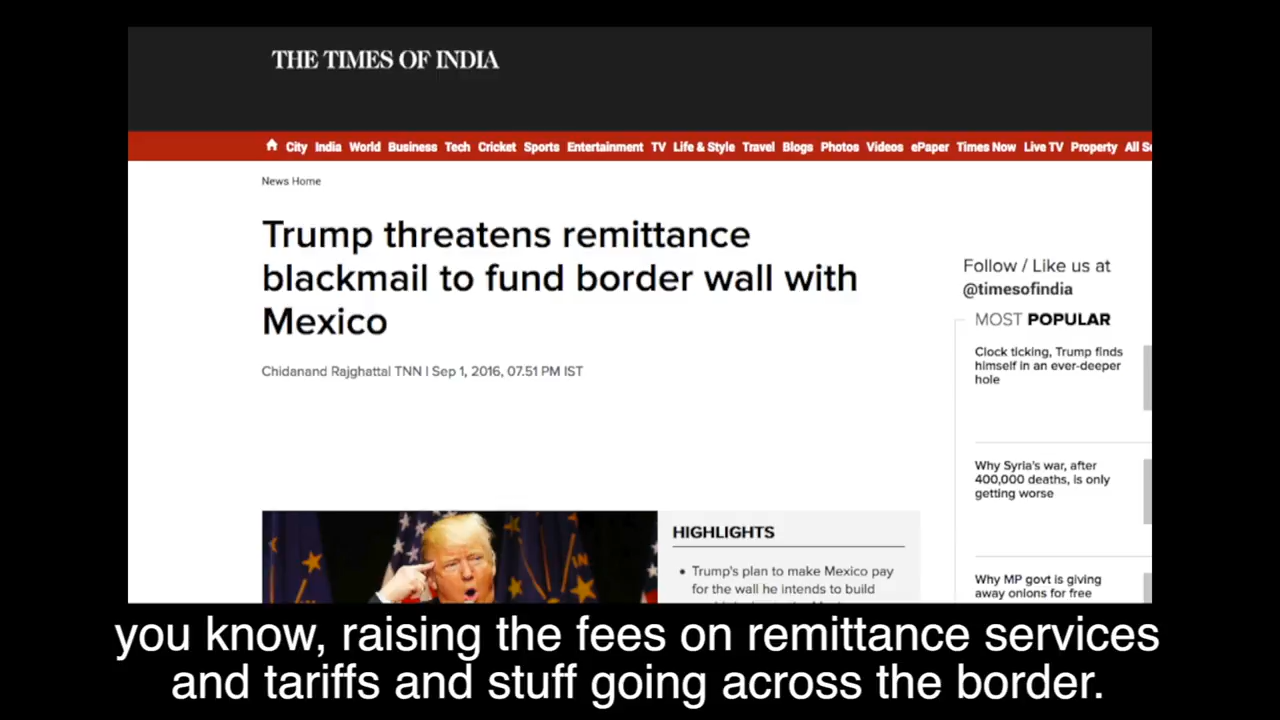 THE TIMES OF INDIA
City India World Business Tech Cricket Sports Entertainment TV Life & Style Travel Blogs Photos Videos ePaper Times Now Live TV Property All
News Home
Trump threatens remittance
blackmail to fund border wall with
Mexico
Chidanand Rajghattal TNN | Sep 1, 2016, 07.51 PM IST
Follow / Like us at
@timesofindia
MOST POPULAR
Clock ticking, Trump finds
himself in an ever-deeper
hole
Why Syria's war, after
400,000 deaths, is only
getting worse
Why MP govt is giving
away onions for free
HIGHLIGHTS
• Trump's plan to make Mexico pay
for the wall he intends to build
you know, raising the fees on remittance services
and tariffs and stuff going across the border.